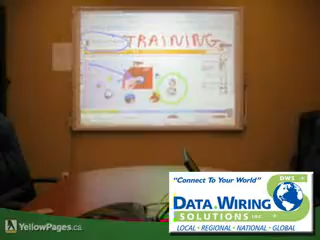 TRAINING
"Connect To Your World"
DWS
DATA WIRING
SOLUTIONS INC.
LOCAL • REGIONAL • NATIONAL • GLOBAL
YellowPages.ca